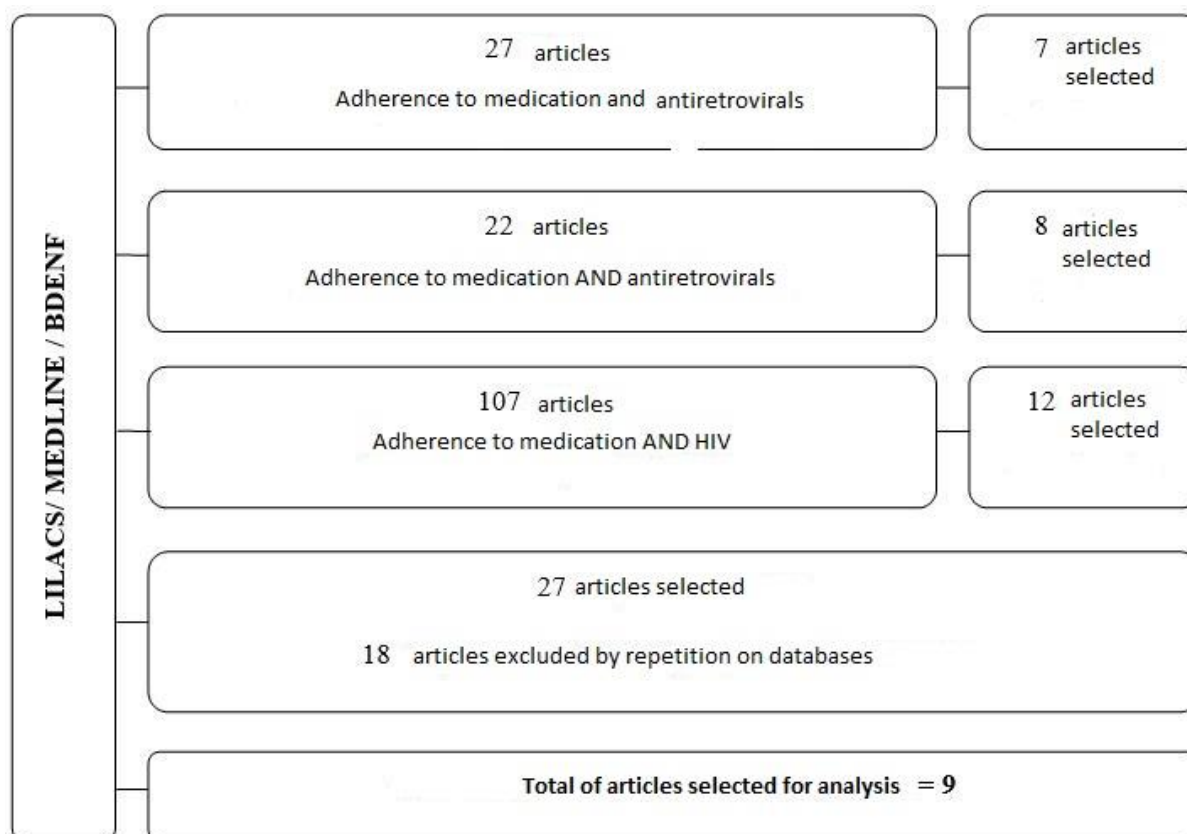 LILACS/ MEDLINE / BDENF
27 articles
Adherence to medication and antiretrovirals
7 articles
selected
22 articles
Adherence to medication AND antiretrovirals
8 articles
selected
107 articles
Adherence to medication AND HIV
12 articles
selected
27 articles selected
18 articles excluded by repetition on databases
Total of articles selected for analysis = 9